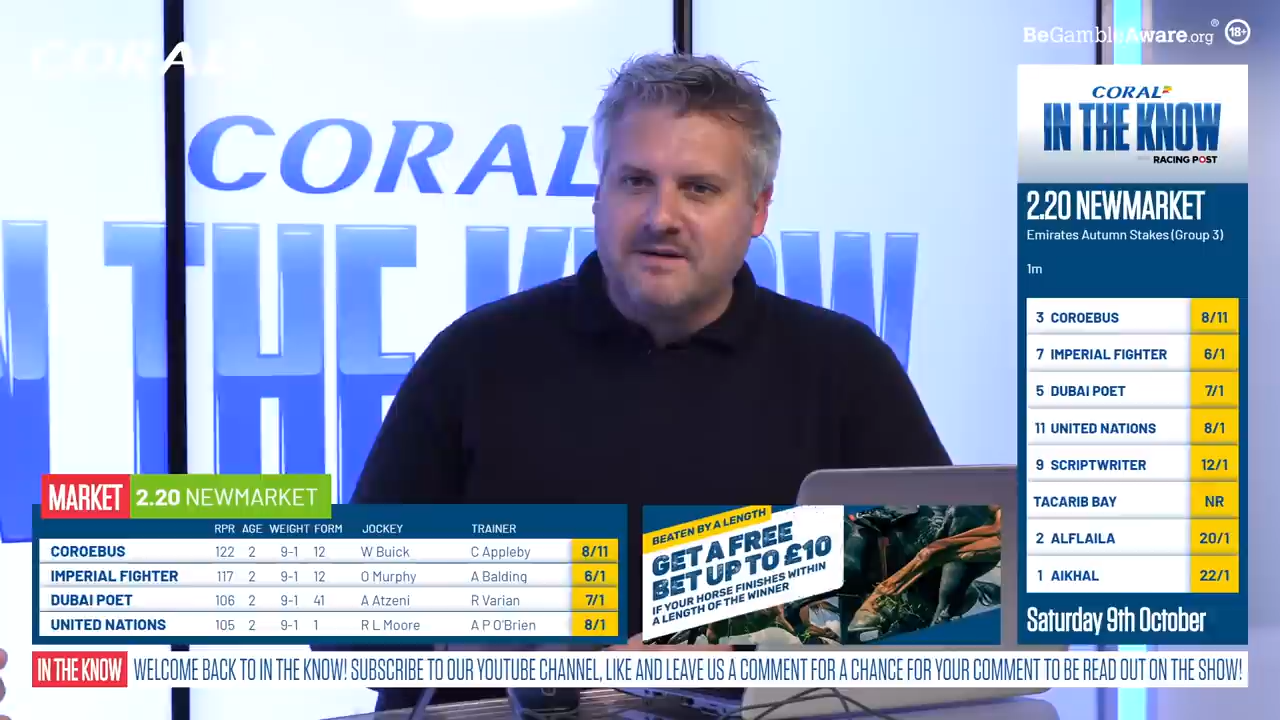 CORAL
BeGambleAware.org® 18+
CORAL
IN THE KNOW
CORAL
IN THE KNOW
RACING POST
2.20 NEWMARKET
Emirates Autumn Stakes (Group 3)
1m
3 COROEBUS 8/11
7 IMPERIAL FIGHTER 6/1
5 DUBAI POET 7/1
11 UNITED NATIONS 8/1
9 SCRIPTWRITER 12/1
TACARIB BAY NR
2 ALFLAILA 20/1
1 AIKHAL 22/1
Saturday 9th October
MARKET 2.20 NEWMARKET
RPR AGE WEIGHT FORM JOCKEY TRAINER
COROEBUS 122 2 9-1 12 W Buick C Appleby 8/11
IMPERIAL FIGHTER 117 2 9-1 12 O Murphy A Balding 6/1
DUBAI POET 106 2 9-1 41 A Atzeni R Varian 7/1
UNITED NATIONS 105 2 9-1 1 R L Moore A P O'Brien 8/1
BEATEN BY A LENGTH
GET A FREE
BET UP TO £10
IF YOUR HORSE FINISHES WITHIN
A LENGTH OF THE WINNER
IN THE KNOW WELCOME BACK TO IN THE KNOW! SUBSCRIBE TO OUR YOUTUBE CHANNEL, LIKE AND LEAVE US A COMMENT FOR A CHANCE FOR YOUR COMMENT TO BE READ OUT ON THE SHOW!